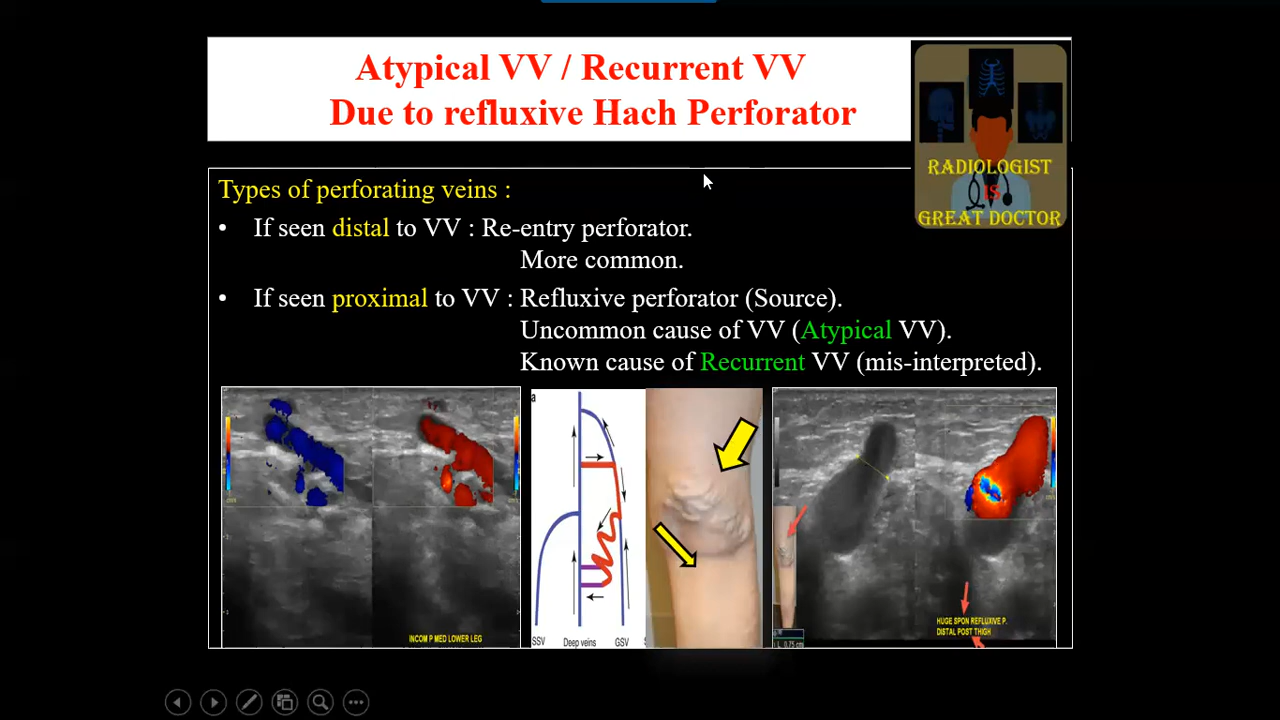 Atypical VV / Recurrent VV
Due to refluxive Hach Perforator
RADIOLOGIST
IS
GREAT DOCTOR
Types of perforating veins :
• If seen distal to VV : Re-entry perforator.
More common.
• If seen proximal to VV : Refluxive perforator (Source).
Uncommon cause of VV (Atypical VV).
Known cause of Recurrent VV (mis-interpreted).
INCOM P MED LOWER LEG
a
SSV Deep veins GSV
HUGE SPON REFLUXIVE P.
DISTAL POST THIGH
L 0.75 cm